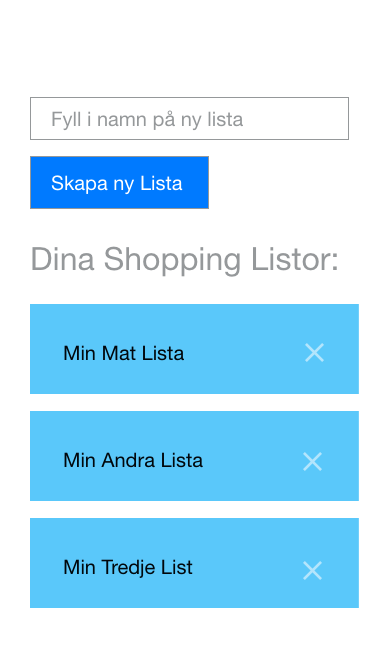 Fyll i namn på ny lista
Skapa ny Lista
Dina Shopping Listor:
Min Mat Lista
Min Andra Lista
Min Tredje List